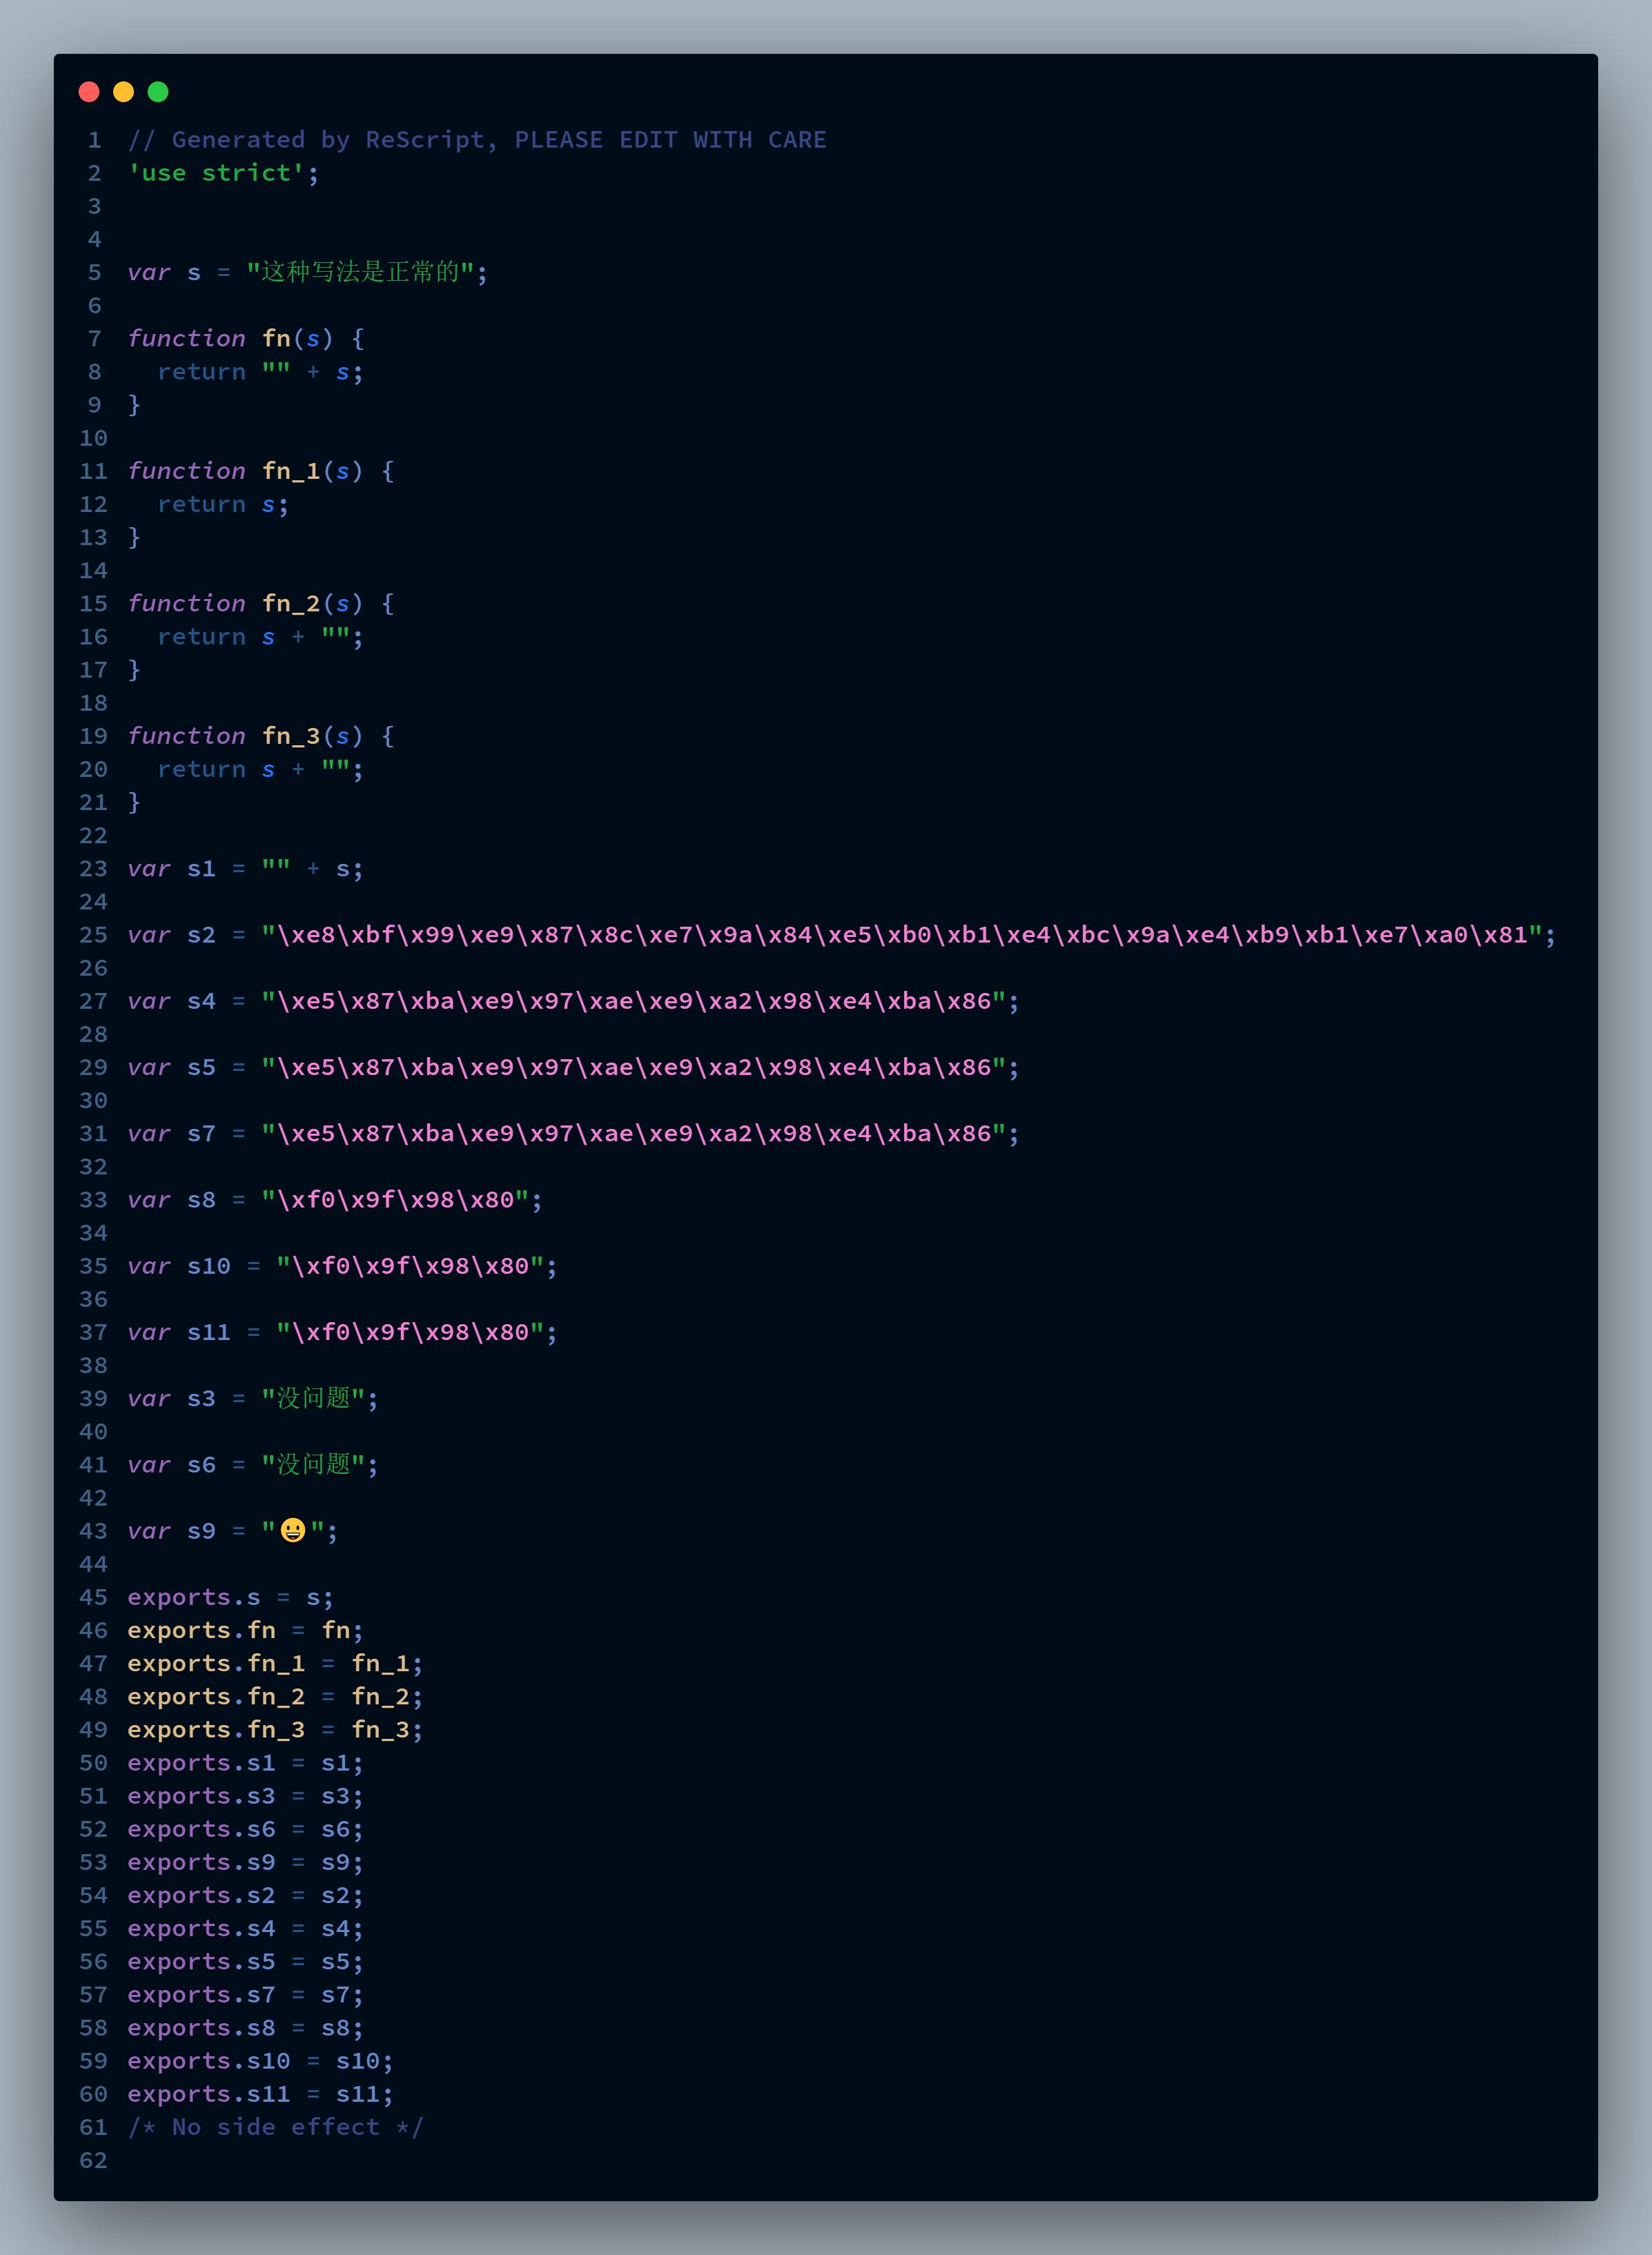 1 // Generated by ReScript, PLEASE EDIT WITH CARE
2 'use strict';
3
4
5 var s = "这种写法是正常的";
6
7 function fn(s) {
8   return "" + s;
9 }
10
11 function fn_1(s) {
12   return s;
13 }
14
15 function fn_2(s) {
16   return s + "";
17 }
18
19 function fn_3(s) {
20   return s + "";
21 }
22
23 var s1 = "" + s;
24
25 var s2 = "\xe8\xbf\x99\xe9\x87\x8c\xe7\x9a\x84\xe5\xb0\xb1\xe4\xbc\x9a\xe4\xb9\xb1\xe7\xa0\x81";
26
27 var s4 = "\xe5\x87\xba\xe9\x97\xae\xe9\xa2\x98\xe4\xba\x86";
28
29 var s5 = "\xe5\x87\xba\xe9\x97\xae\xe9\xa2\x98\xe4\xba\x86";
30
31 var s7 = "\xe5\x87\xba\xe9\x97\xae\xe9\xa2\x98\xe4\xba\x86";
32
33 var s8 = "\xf0\x9f\x98\x80";
34
35 var s10 = "\xf0\x9f\x98\x80";
36
37 var s11 = "\xf0\x9f\x98\x80";
38
39 var s3 = "没问题";
40
41 var s6 = "没问题";
42
43 var s9 = "😀";
44
45 exports.s = s;
46 exports.fn = fn;
47 exports.fn_1 = fn_1;
48 exports.fn_2 = fn_2;
49 exports.fn_3 = fn_3;
50 exports.s1 = s1;
51 exports.s3 = s3;
52 exports.s6 = s6;
53 exports.s9 = s9;
54 exports.s2 = s2;
55 exports.s4 = s4;
56 exports.s5 = s5;
57 exports.s7 = s7;
58 exports.s8 = s8;
59 exports.s10 = s10;
60 exports.s11 = s11;
61 /* No side effect */
62